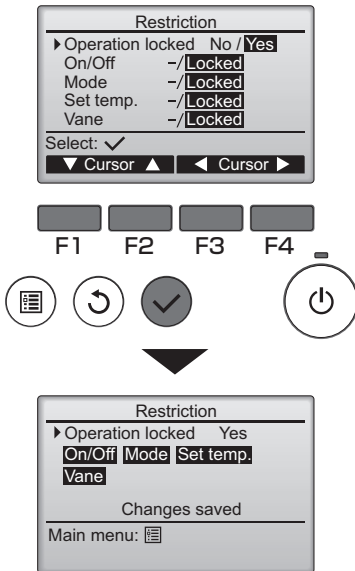 Restriction
Operation locked No / Yes
On/Off -/ Locked
Mode -/ Locked
Set temp. -/ Locked
Vane -/ Locked
Select: ✓
▼ Cursor ▲ ◀ Cursor ▶
F1 F2 F3 F4
Restriction
Operation locked Yes
On/Off Mode Set temp.
Vane
Changes saved
Main menu: